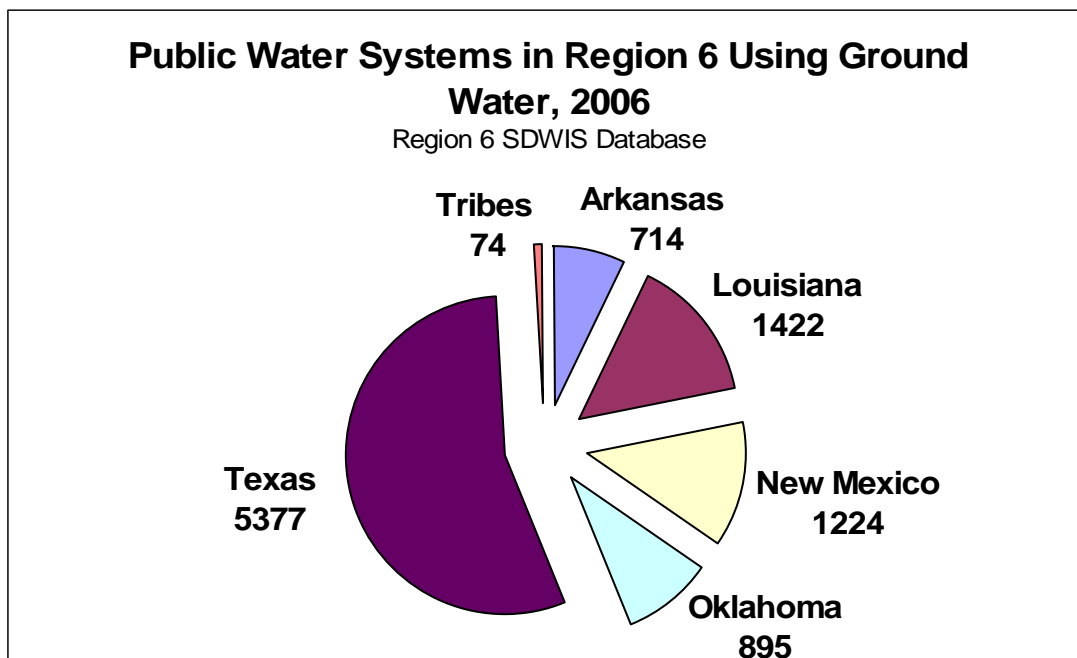 Public Water Systems in Region 6 Using Ground
Water, 2006
Region 6 SDWIS Database
Tribes
74
Arkansas
714
Louisiana
1422
New Mexico
1224
Oklahoma
895
Texas
5377